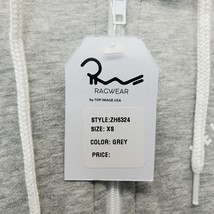 RAGWEAR
by TOP IMAGE USA
STYLE:ZH6324
SIZE: XS
COLOR: GREY
PRICE: